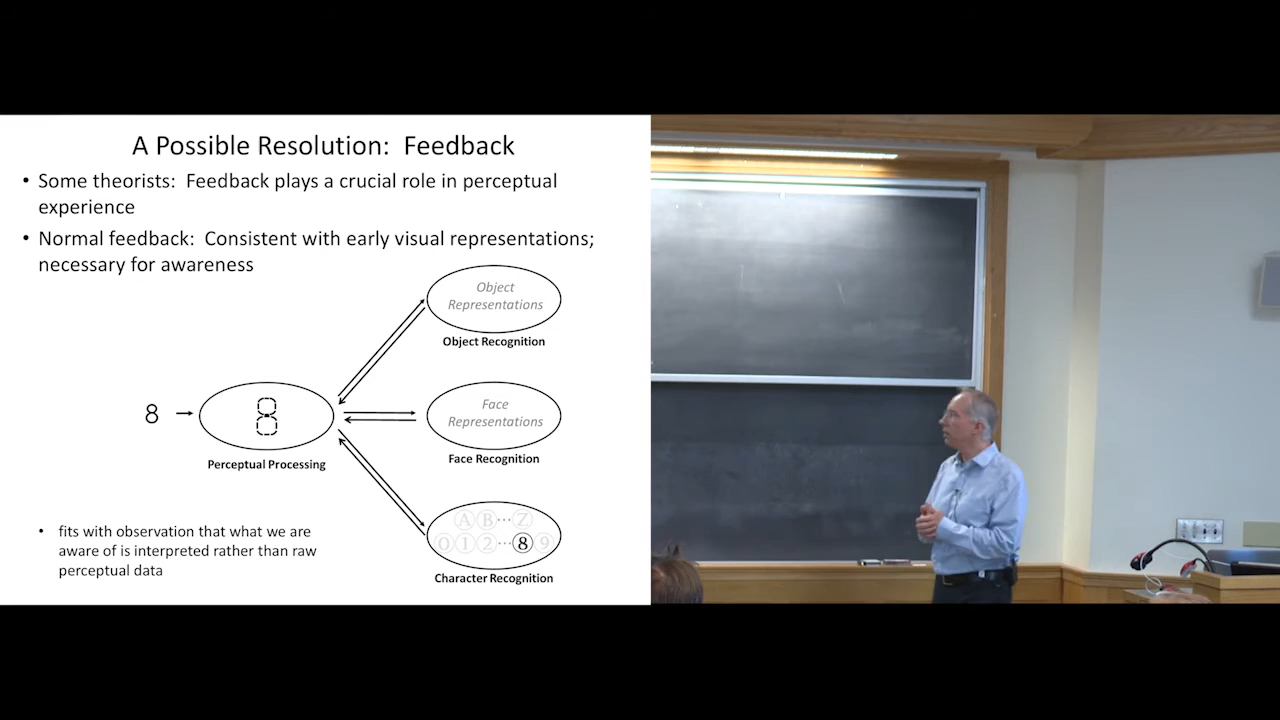 A Possible Resolution: Feedback
• Some theorists: Feedback plays a crucial role in perceptual
experience
• Normal feedback: Consistent with early visual representations;
necessary for awareness
Object
Representations
Object Recognition
8
8
Perceptual Processing
Face
Representations
Face Recognition
A B ... Z
0 1 2 ... 8 9
Character Recognition
• fits with observation that what we are
aware of is interpreted rather than raw
perceptual data